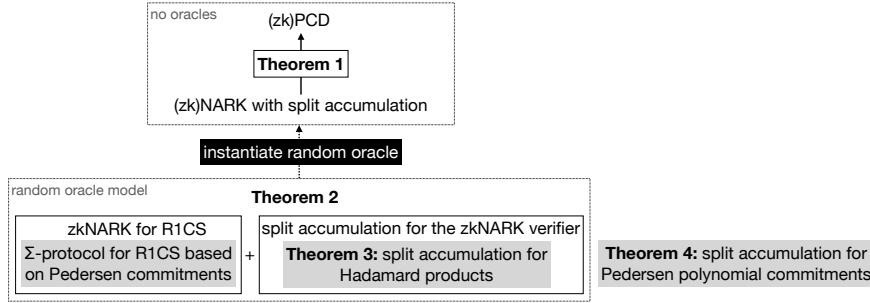 no oracles
(zk)PCD
Theorem 1
(zk)NARK with split accumulation
instantiate random oracle
random oracle model
Theorem 2
zkNARK for R1CS
Σ-protocol for R1CS based
on Pedersen commitments
+
split accumulation for the zkNARK verifier
Theorem 3: split accumulation for
Hadamard products
Theorem 4: split accumulation for
Pedersen polynomial commitments